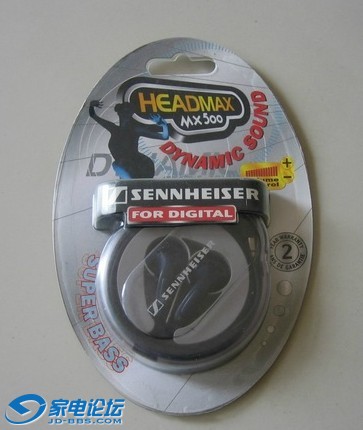 HEADMAX
MX500
DYNAMIC SOUND
+
-
SENNHEISER
FOR DIGITAL
2
SENNHEISER
SUPER BASS
家电论坛
JD-BBS.COM